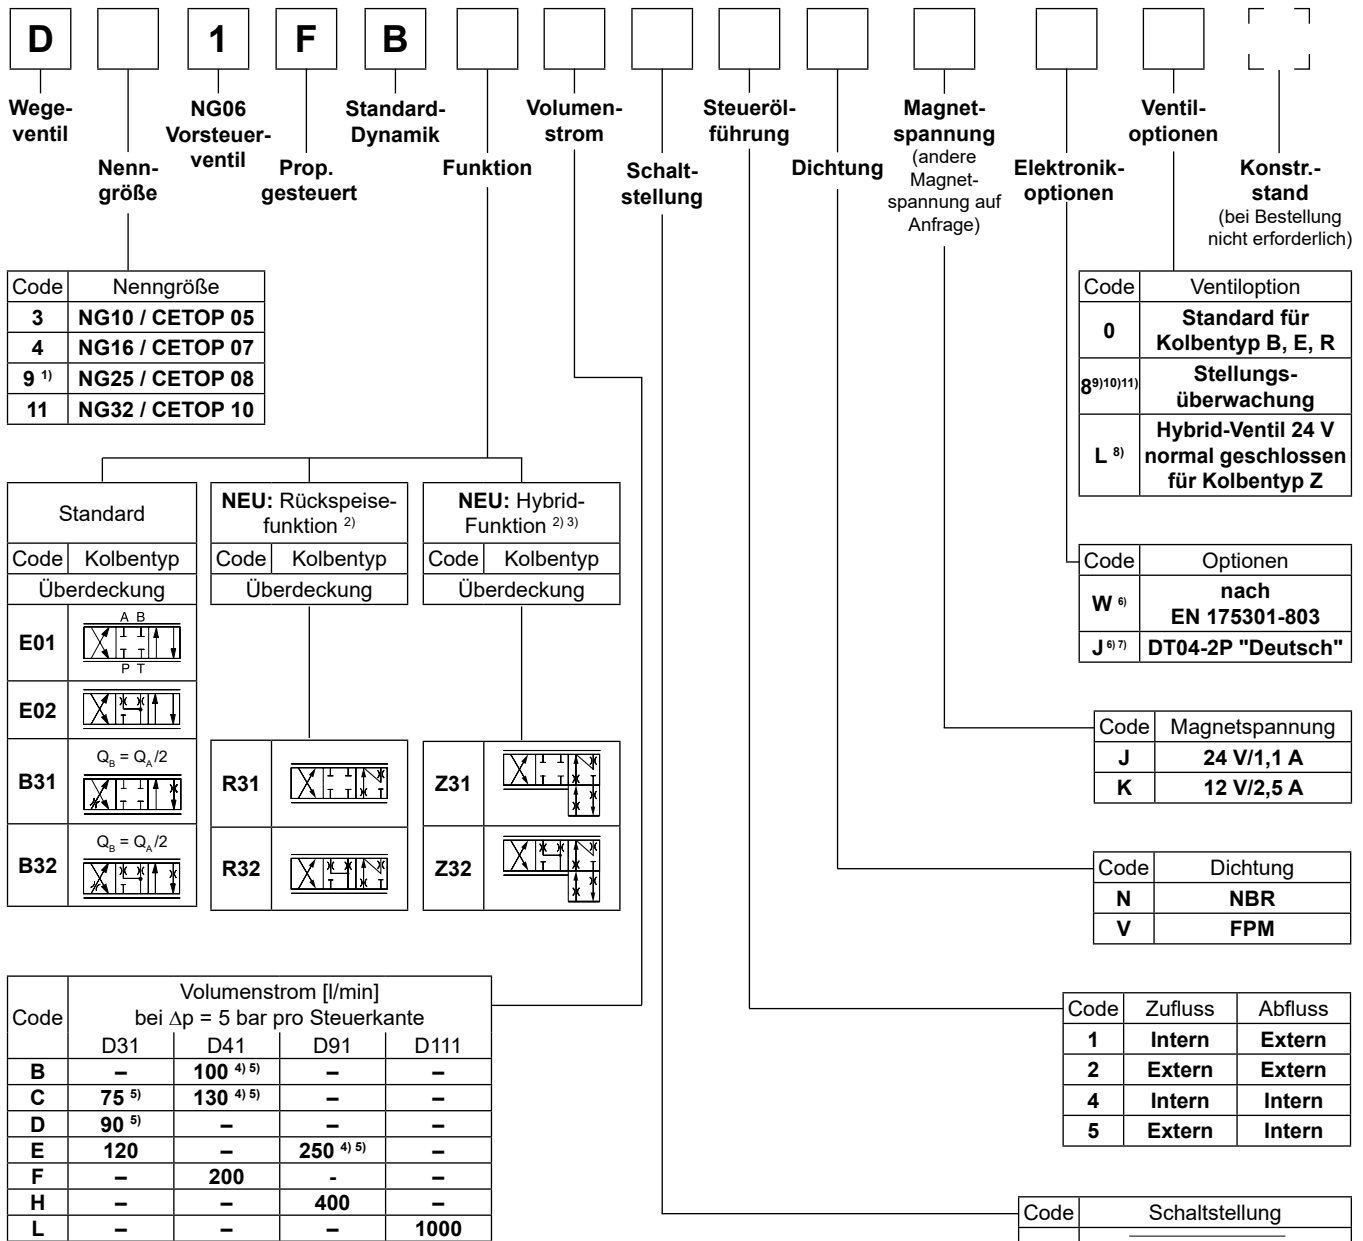 D 1 F B
Wege-
ventil
Nenn-
größe
NG06
Vorsteuer-
ventil
Prop.
gesteuert
Standard-
Dynamik
Funktion
Volumen-
strom
Schalt-
stellung
Steueröl-
führung
Dichtung
Magnet-
spannung
(andere
Magnet-
spannung auf
Anfrage)
Elektronik-
optionen
Ventil-
optionen
Konstr.-
stand
(bei Bestellung
nicht erforderlich)
Code Nenngröße
3 NG10 / CETOP 05
4 NG16 / CETOP 07
9 1) NG25 / CETOP 08
11 NG32 / CETOP 10
Code Ventiloption
0 Standard für
Kolbentyp B, E, R
8 9)10)11) Stellungs-
überwachung
L 8) Hybrid-Ventil 24 V
normal geschlossen
für Kolbentyp Z
Standard
Code Kolbentyp
Überdeckung
E01
A B
P T
E02
B31
QB = QA/2
B32
QB = QA/2
NEU: Rückspeise-
funktion 2)
Code Kolbentyp
Überdeckung
R31
R32
NEU: Hybrid-
Funktion 2) 3)
Code Kolbentyp
Überdeckung
Z31
Z32
Code Optionen
W 6) nach
EN 175301-803
J 6) 7) DT04-2P "Deutsch"
Code Magnetspannung
J 24 V/1,1 A
K 12 V/2,5 A
Code Dichtung
N NBR
V FPM
Code Volumenstrom [l/min]
bei Δp = 5 bar pro Steuerkante
D31 D41 D91 D111
B – 100 4) 5) – –
C 75 5) 130 4) 5) – –
D 90 5) – – –
E 120 – 250 4) 5) –
F – 200 - –
H – – 400 –
L – – – 1000
Code Zufluss Abfluss
1 Intern Extern
2 Extern Extern
4 Intern Intern
5 Extern Intern
Code Schaltstellung